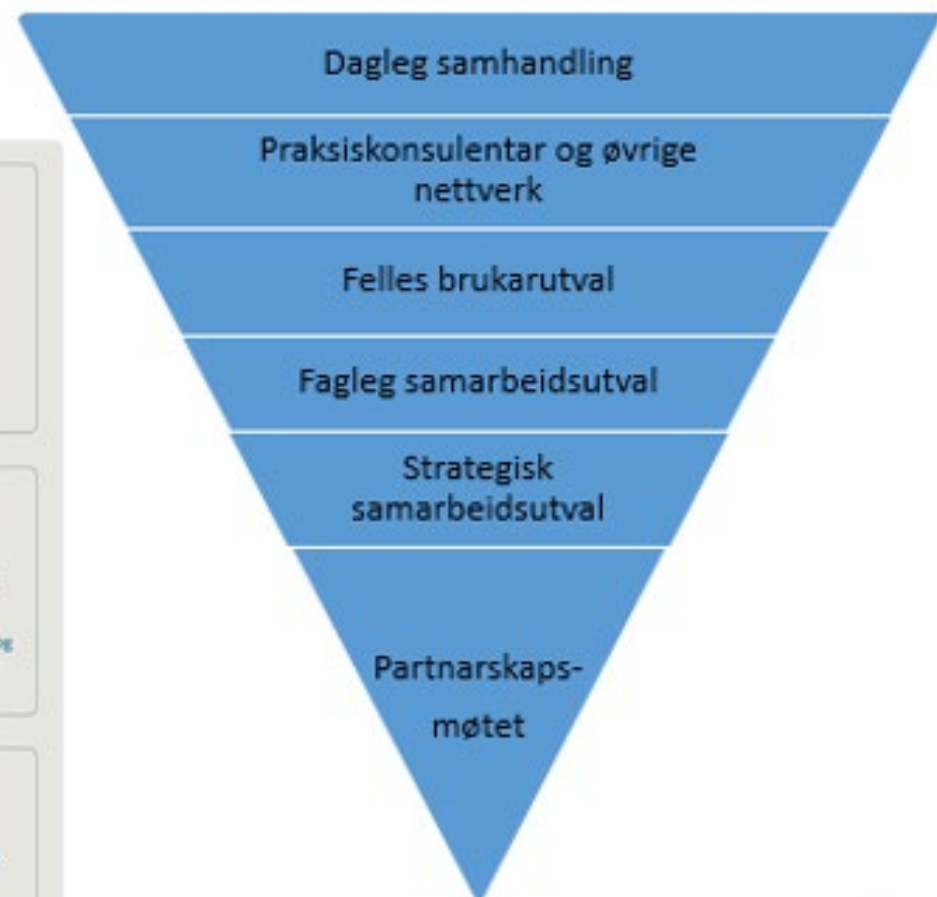 Dagleg samhandling
Praksiskonsulentar og øvrige
nettverk
Felles brukarutval
Fagleg samarbeidsutval
Strategisk
samarbeidsutval
Partnarskaps-
møtet